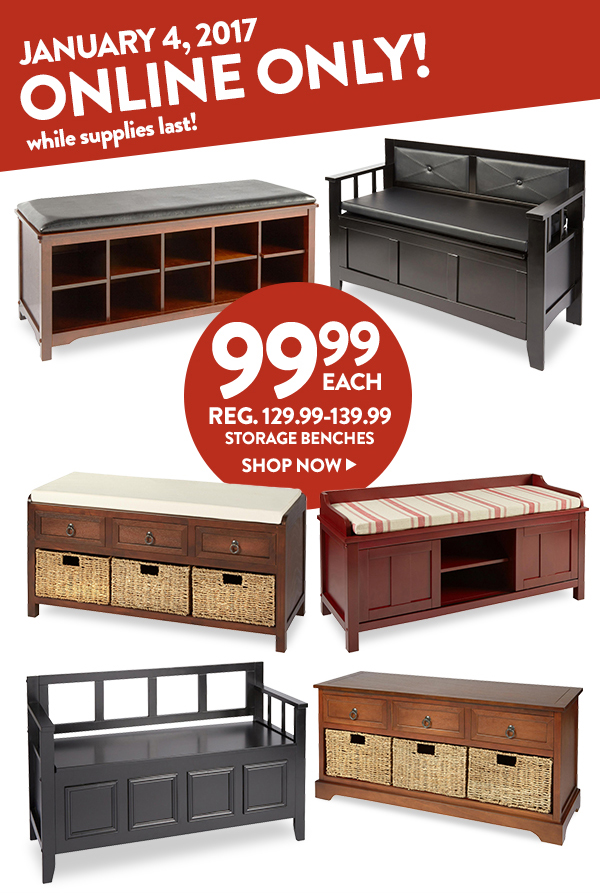 JANUARY 4, 2017
ONLINE ONLY!
while supplies last!
99 99
EACH
REG. 129.99-139.99
STORAGE BENCHES
SHOP NOW ▶